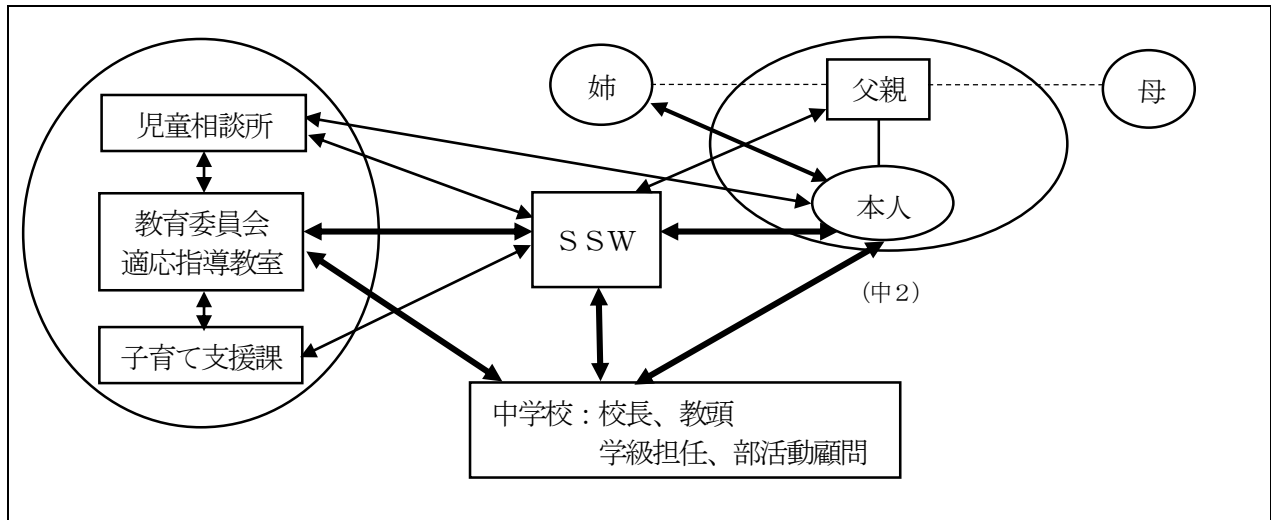 姉
父親
母
児童相談所
教育委員会
適応指導教室
SSW
本人
(中2)
子育て支援課
中学校:校長、教頭
学級担任、部活動顧問